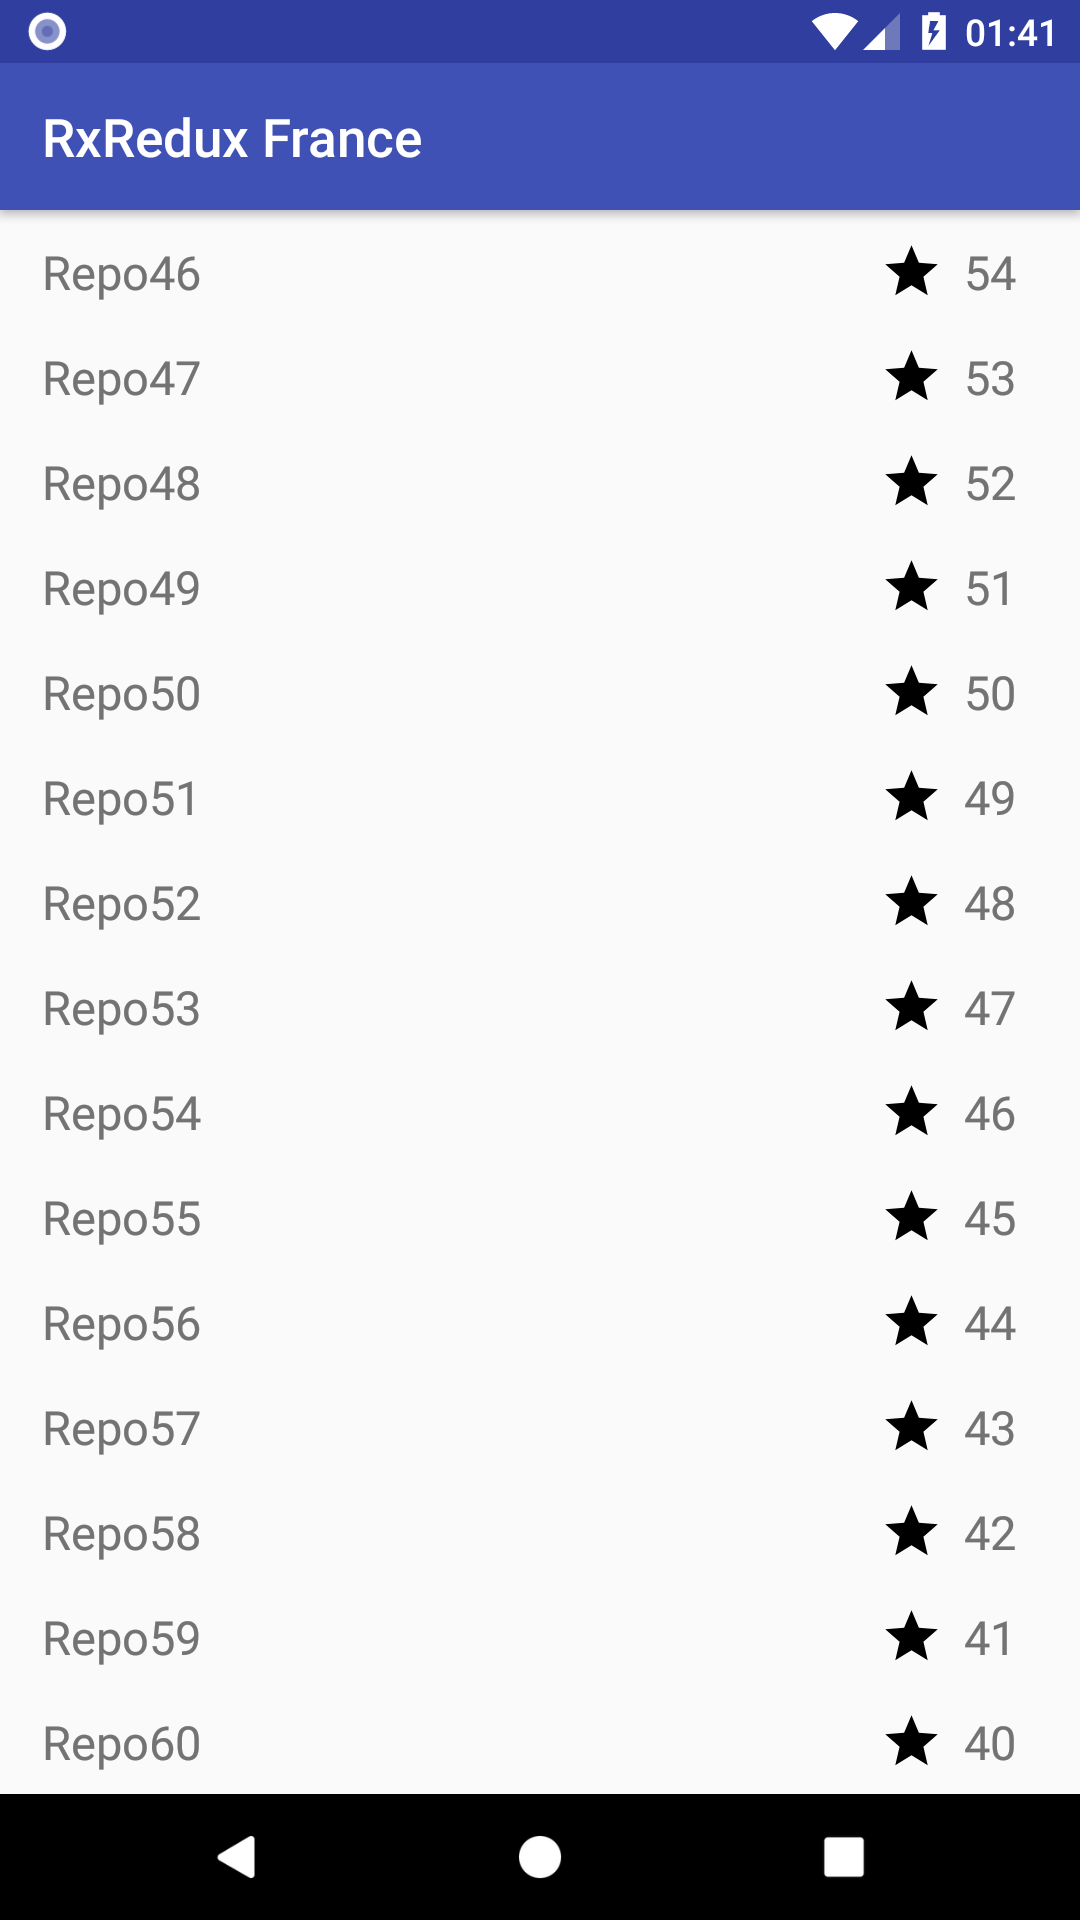 01:41
RxRedux France
Repo46 54
Repo47 53
Repo48 52
Repo49 51
Repo50 50
Repo51 49
Repo52 48
Repo53 47
Repo54 46
Repo55 45
Repo56 44
Repo57 43
Repo58 42
Repo59 41
Repo60 40